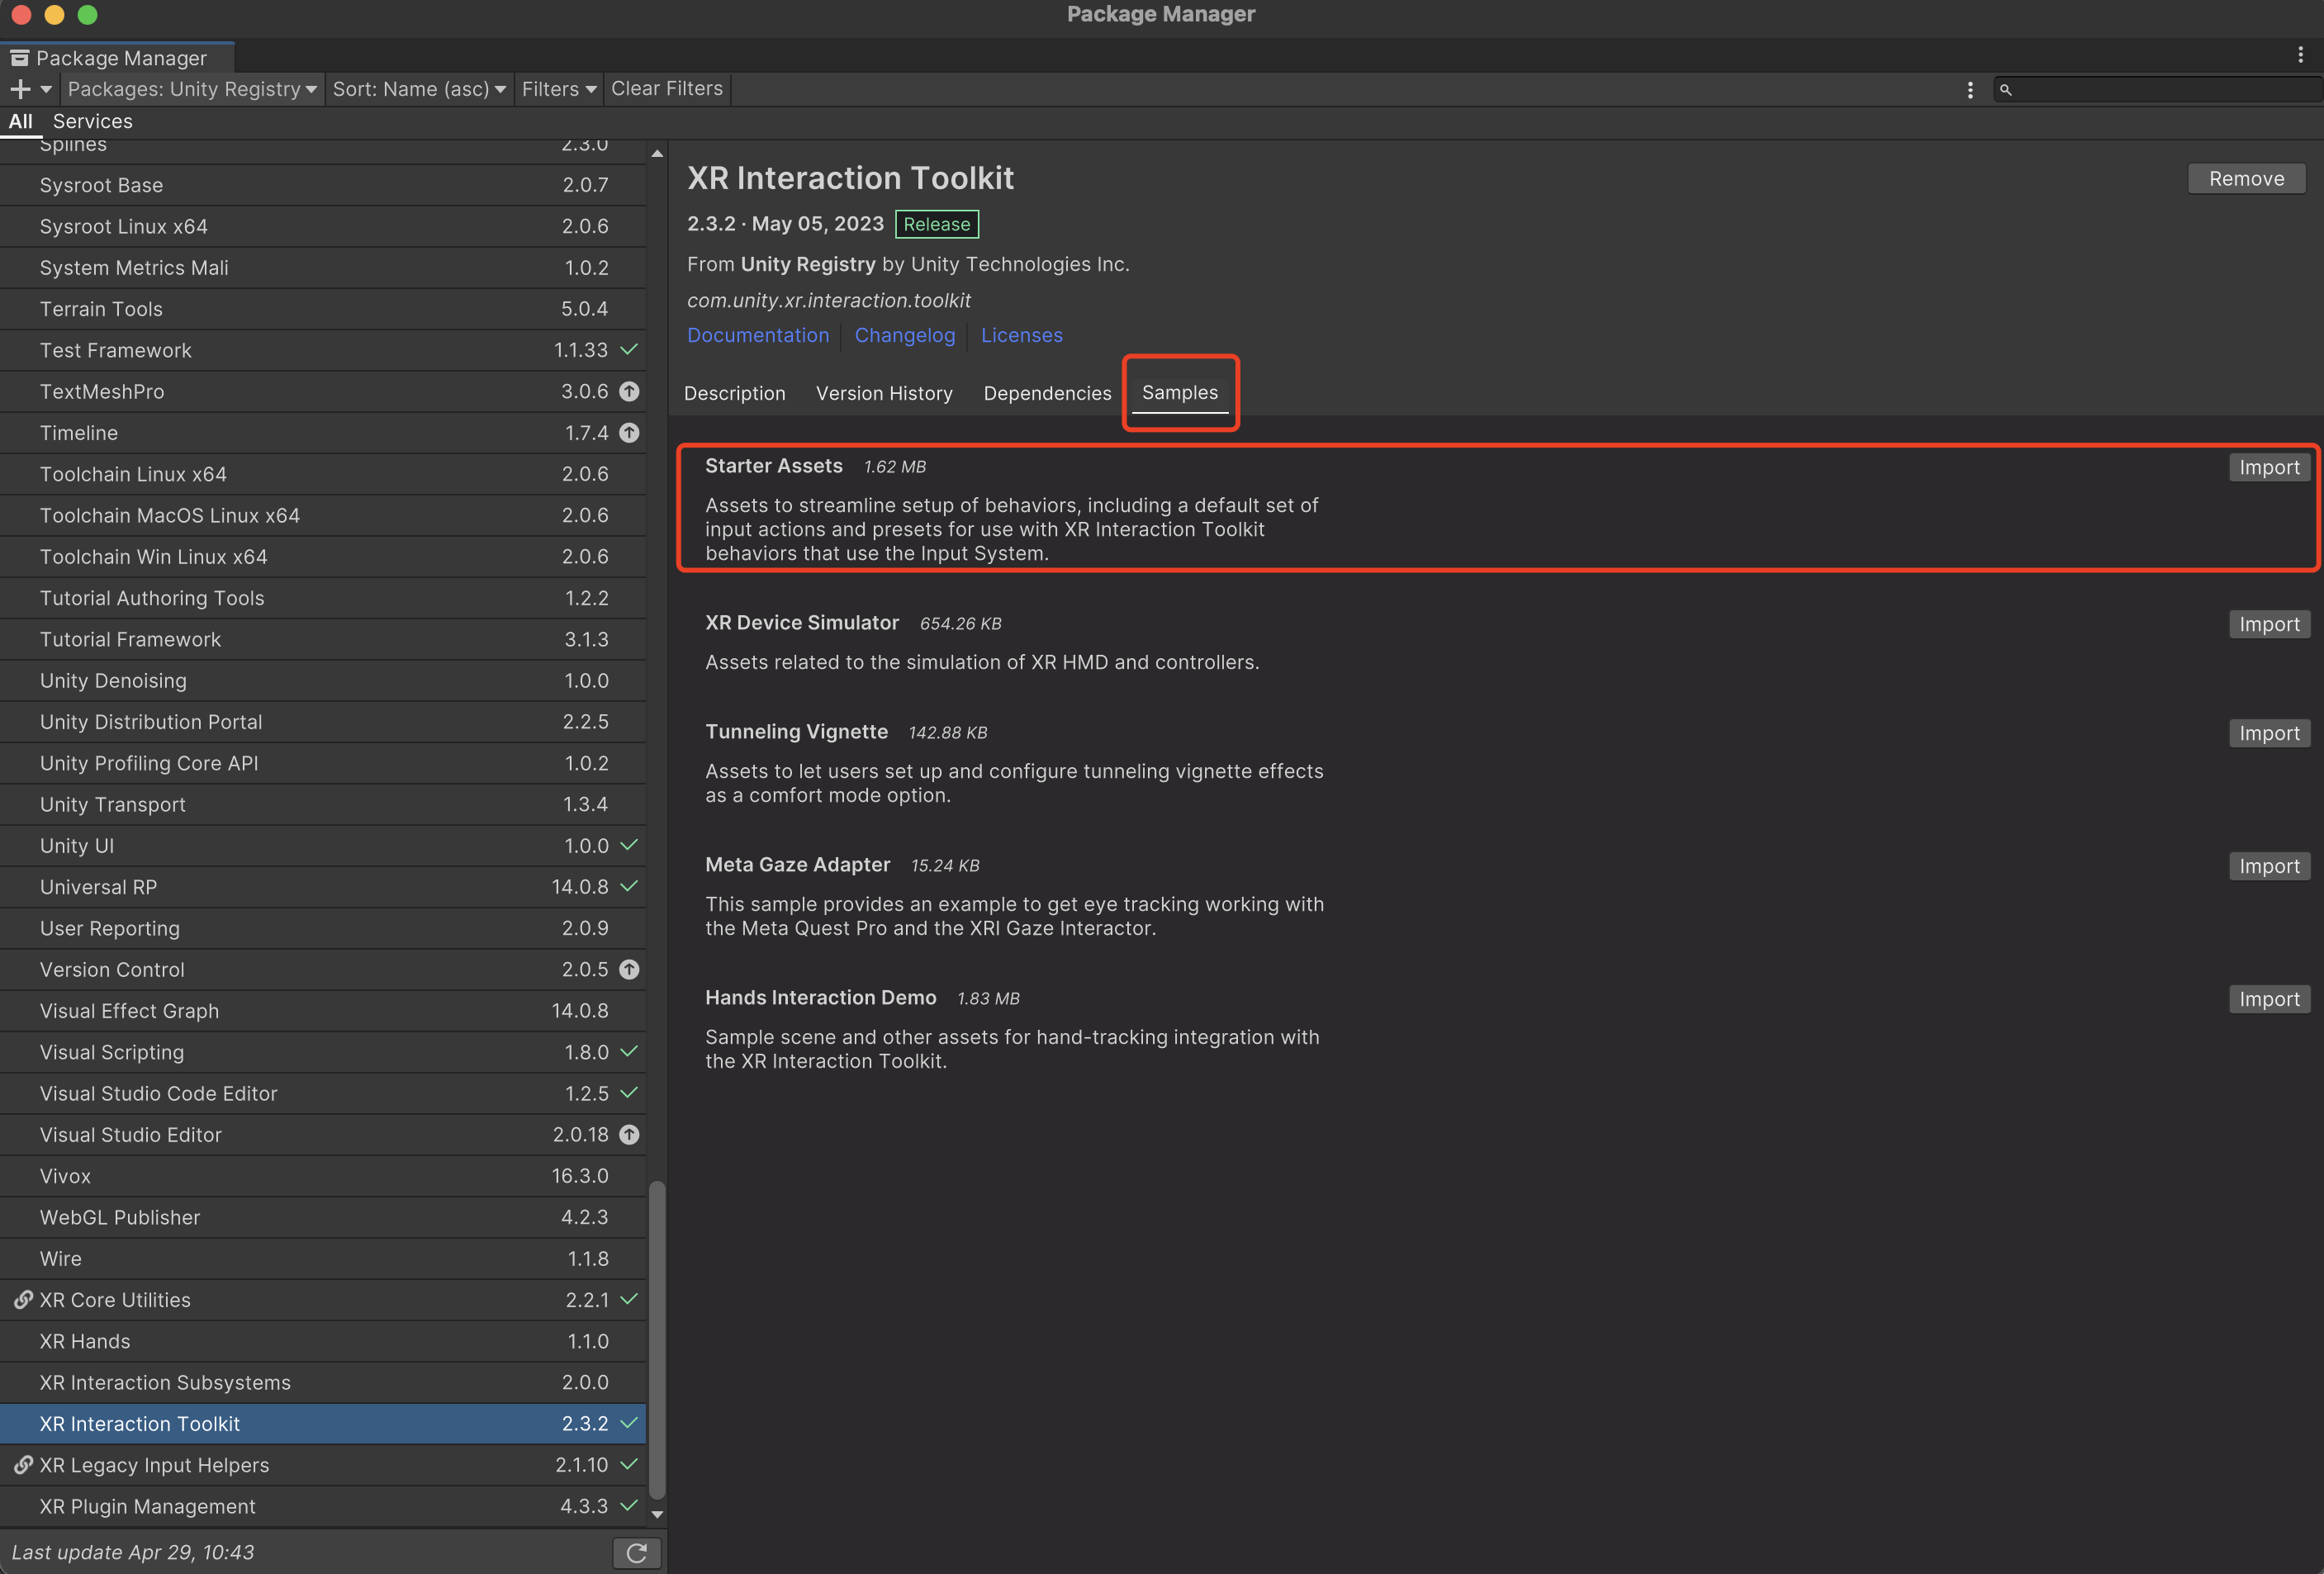 Package Manager
Package Manager
Packages: Unity Registry
Sort: Name (asc)
Filters
Clear Filters
All
Services
Splines 2.3.0
Sysroot Base 2.0.7
Sysroot Linux x64 2.0.6
System Metrics Mali 1.0.2
Terrain Tools 5.0.4
Test Framework 1.1.33
TextMeshPro 3.0.6
Timeline 1.7.4
Toolchain Linux x64 2.0.6
Toolchain MacOS Linux x64 2.0.6
Toolchain Win Linux x64 2.0.6
Tutorial Authoring Tools 1.2.2
Tutorial Framework 3.1.3
Unity Denoising 1.0.0
Unity Distribution Portal 2.2.5
Unity Profiling Core API 1.0.2
Unity Transport 1.3.4
Unity UI 1.0.0
Universal RP 14.0.8
User Reporting 2.0.9
Version Control 2.0.5
Visual Effect Graph 14.0.8
Visual Scripting 1.8.0
Visual Studio Code Editor 1.2.5
Visual Studio Editor 2.0.18
Vivox 16.3.0
WebGL Publisher 4.2.3
Wire 1.1.8
XR Core Utilities 2.2.1
XR Hands 1.1.0
XR Interaction Subsystems 2.0.0
XR Interaction Toolkit 2.3.2
XR Legacy Input Helpers 2.1.10
XR Plugin Management 4.3.3
Last update Apr 29, 10:43
XR Interaction Toolkit
Remove
2.3.2 · May 05, 2023 Release
From Unity Registry by Unity Technologies Inc.
com.unity.xr.interaction.toolkit
Documentation Changelog Licenses
Description Version History Dependencies Samples
Starter Assets 1.62 MB Import
Assets to streamline setup of behaviors, including a default set of
input actions and presets for use with XR Interaction Toolkit
behaviors that use the Input System.
XR Device Simulator 654.26 KB Import
Assets related to the simulation of XR HMD and controllers.
Tunneling Vignette 142.88 KB Import
Assets to let users set up and configure tunneling vignette effects
as a comfort mode option.
Meta Gaze Adapter 15.24 KB Import
This sample provides an example to get eye tracking working with
the Meta Quest Pro and the XRI Gaze Interactor.
Hands Interaction Demo 1.83 MB Import
Sample scene and other assets for hand-tracking integration with
the XR Interaction Toolkit.